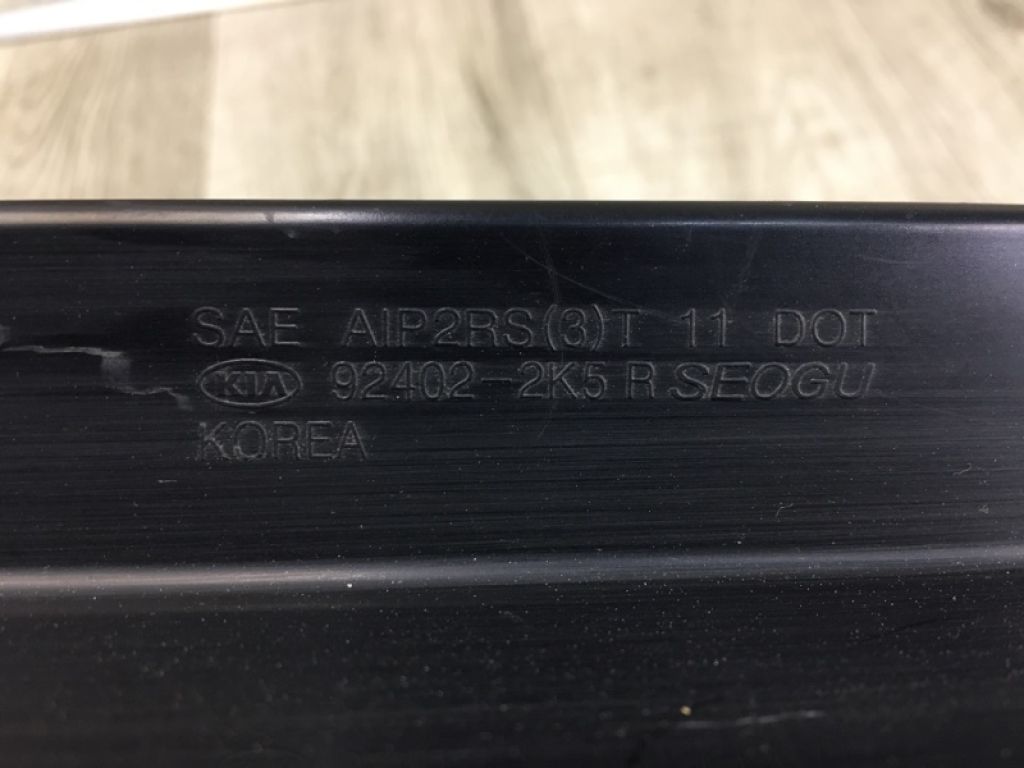 SAE AIP2RS(3)T 11 DOT
KIA 92402-2K5 R SEOGU
KOREA